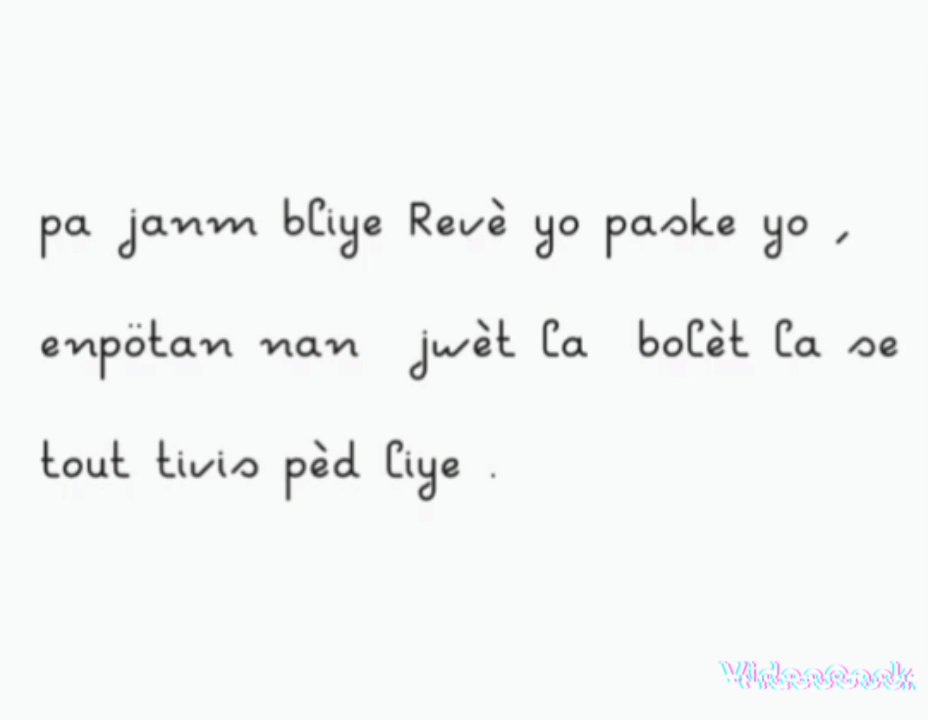 pa janm bliye Revè yo paske yo ,
enpötan nan jwèt la bolèt la se
tout tivis pèd liye .